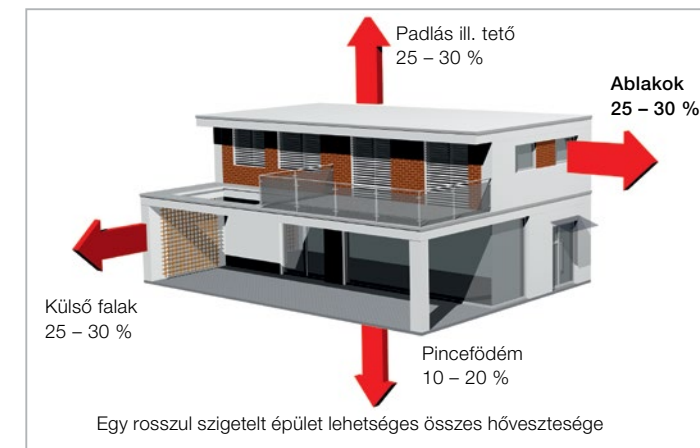 Padlás ill. tető
25 – 30 %
Ablakok
25 – 30 %
Külső falak
25 – 30 %
Pincefödém
10 – 20 %
Egy rosszul szigetelt épület lehetséges összes hővesztesége